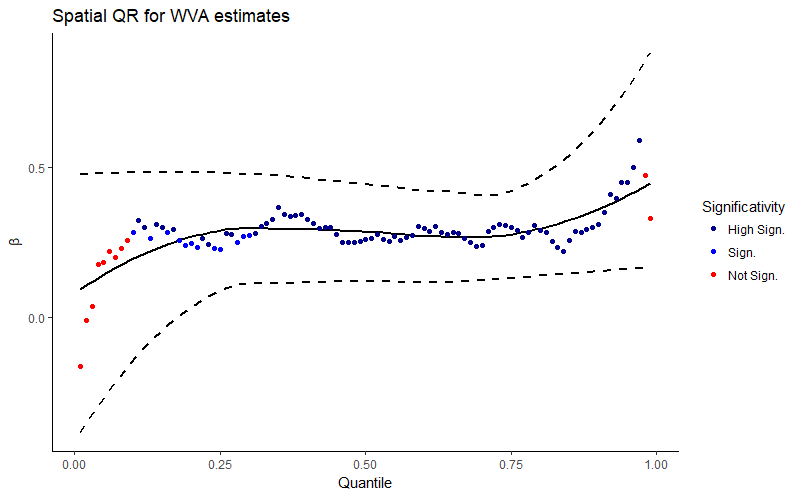 Spatial QR for WVA estimates
β
0.5
0.0
0.00
0.25
0.50
0.75
1.00
Quantile
Significativity
High Sign.
Sign.
Not Sign.